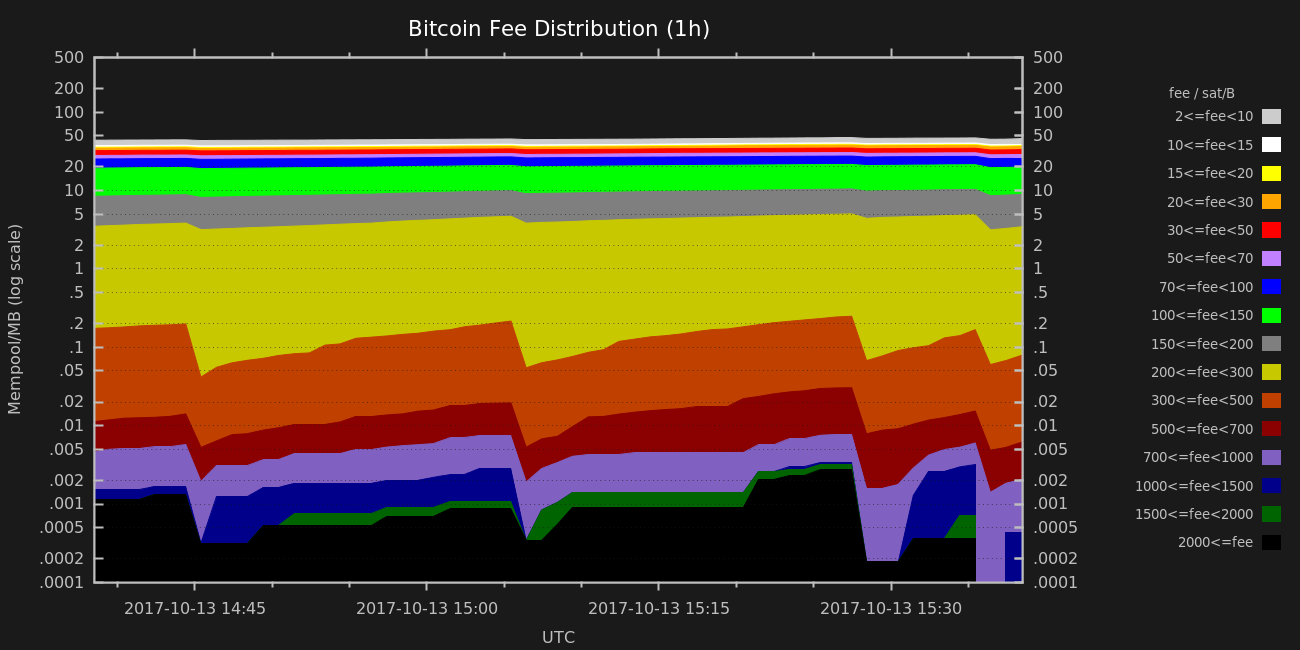 Bitcoin Fee Distribution (1h)
500 500
200 200
100 100
50 50
20 20
10 10
5 5
2 2
1 1
.5 .5
.2 .2
.1 .1
.05 .05
.02 .02
.01 .01
.005 .005
.002 .002
.001 .001
.0005 .0005
.0002 .0002
.0001 .0001
Mempool/MB (log scale)
2017-10-13 14:45 2017-10-13 15:00 2017-10-13 15:15 2017-10-13 15:30
UTC
fee / sat/B
2<=fee<10
10<=fee<15
15<=fee<20
20<=fee<30
30<=fee<50
50<=fee<70
70<=fee<100
100<=fee<150
150<=fee<200
200<=fee<300
300<=fee<500
500<=fee<700
700<=fee<1000
1000<=fee<1500
1500<=fee<2000
2000<=fee